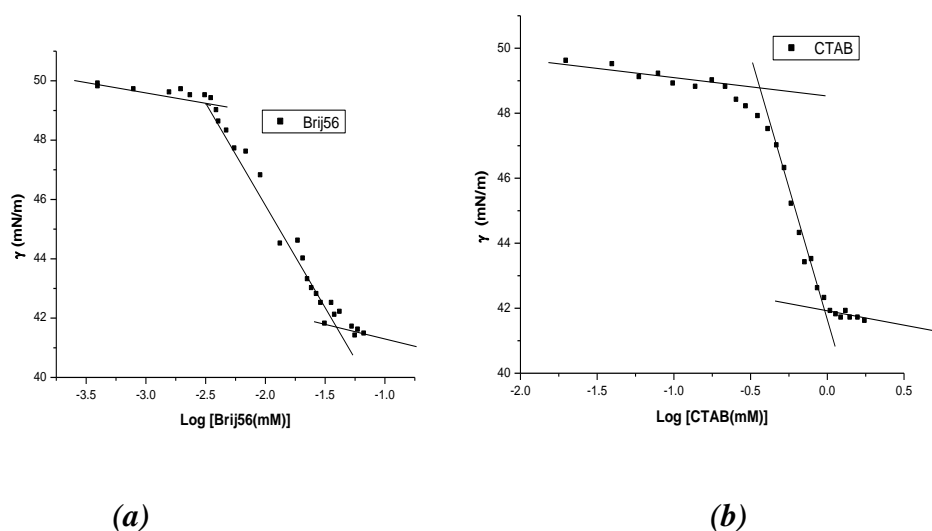 50
48
46
44
42
40
γ (mN/m)
-3.5 -3.0 -2.5 -2.0 -1.5 -1.0
Log [Brij56(mM)]
Brij56
(a)
50
48
46
44
42
40
γ (mN/m)
-2.0 -1.5 -1.0 -0.5 0.0 0.5
Log [CTAB(mM)]
CTAB
(b)